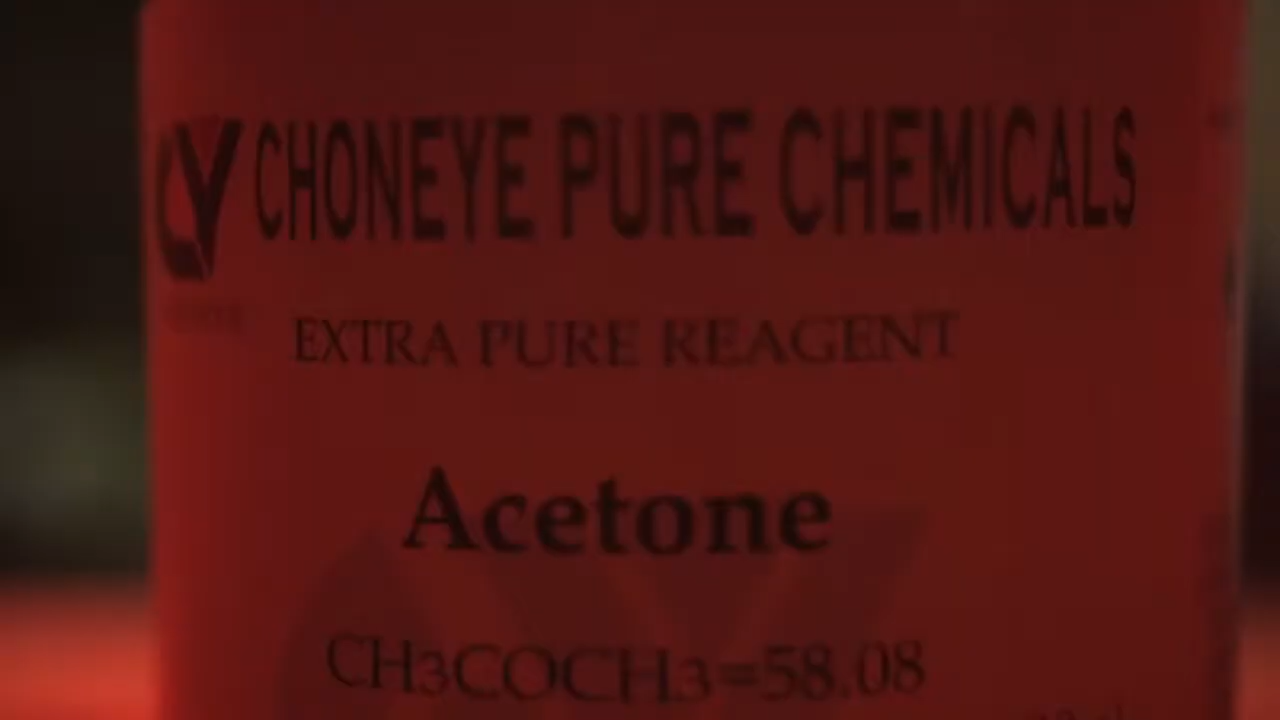 CHONEYE PURE CHEMICALS
EXTRA PURE REAGENT
Acetone
CH3COCH3=58.08